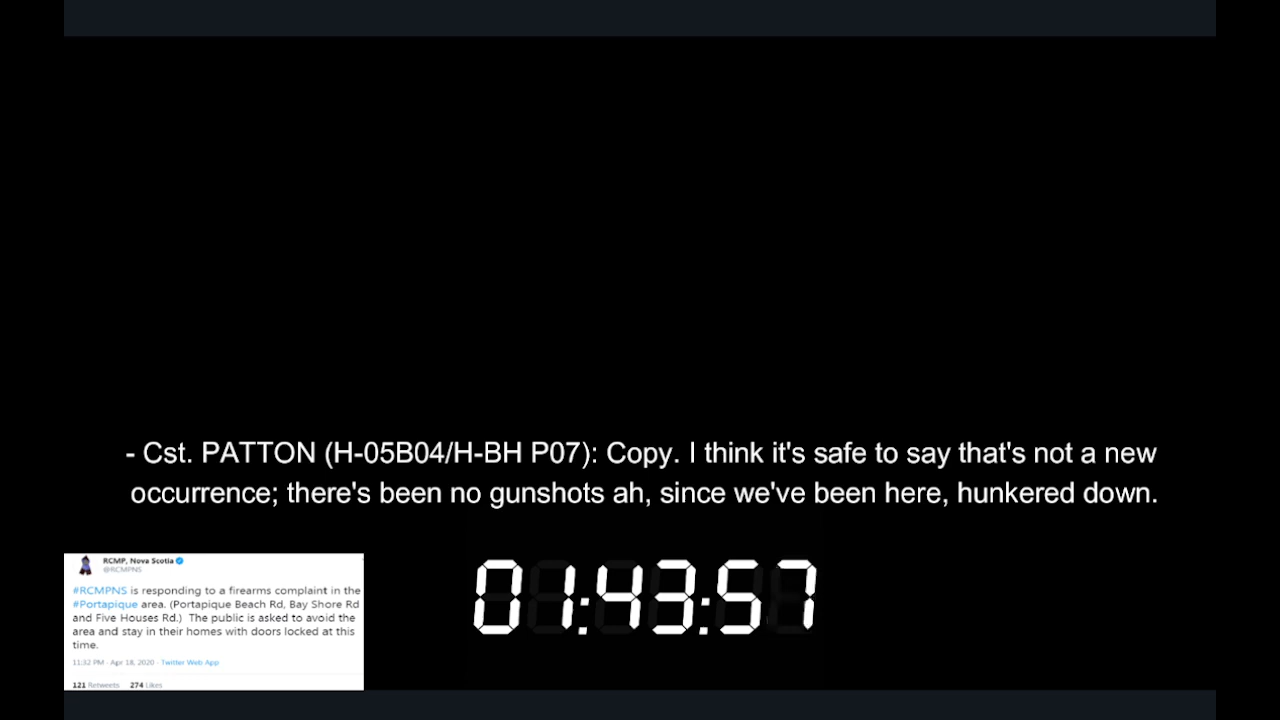 - Cst. PATTON (H-05B04/H-BH P07): Copy. I think it's safe to say that's not a new
occurrence; there's been no gunshots ah, since we've been here, hunkered down.
RCMP, Nova Scotia
@RCMPNS
#RCMPNS is responding to a firearms complaint in the
#Portapique area. (Portapique Beach Rd, Bay Shore Rd
and Five Houses Rd.) The public is asked to avoid the
area and stay in their homes with doors locked at this
time.
11:32 PM · Apr 18, 2020 · Twitter Web App
121 Retweets 274 Likes
01:43:57